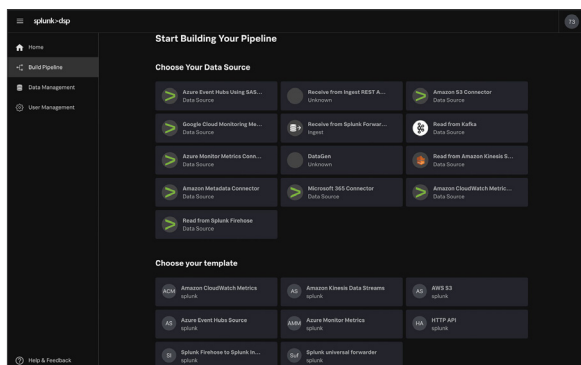 splunk>dsp
73
Home
Build Pipeline
Data Management
User Management
Help & Feedback
Start Building Your Pipeline
Choose Your Data Source
Azure Event Hubs Using SAS...
Data Source
Receive from Ingest REST A...
Unknown
Amazon S3 Connector
Data Source
Google Cloud Monitoring Me...
Data Source
Receive from Splunk Forwar...
Ingest
Read from Kafka
Data Source
Azure Monitor Metrics Conn...
Data Source
DataGen
Unknown
Read from Amazon Kinesis S...
Data Source
Amazon Metadata Connector
Data Source
Microsoft 365 Connector
Data Source
Amazon CloudWatch Metric...
Data Source
Read from Splunk Firehose
Data Source
Choose your template
ACM
Amazon CloudWatch Metrics
splunk
AS
Amazon Kinesis Data Streams
splunk
AS
AWS S3
splunk
AS
Azure Event Hubs Source
splunk
AMM
Azure Monitor Metrics
splunk
HA
HTTP API
splunk
SI
Splunk Firehose to Splunk In...
splunk
Suf
Splunk universal forwarder
splunk